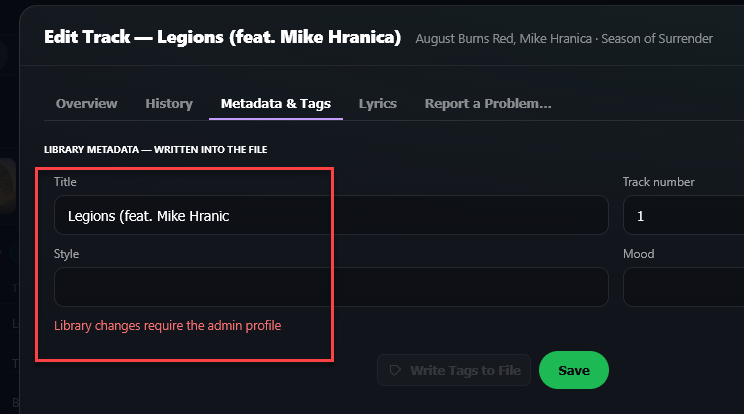 Edit Track — Legions (feat. Mike Hranica) August Burns Red, Mike Hranica · Season of Surrender
Overview History Metadata & Tags Lyrics Report a Problem...
LIBRARY METADATA — WRITTEN INTO THE FILE
Title Track number
Legions (feat. Mike Hranic 1
Style Mood
Library changes require the admin profile
Write Tags to File Save